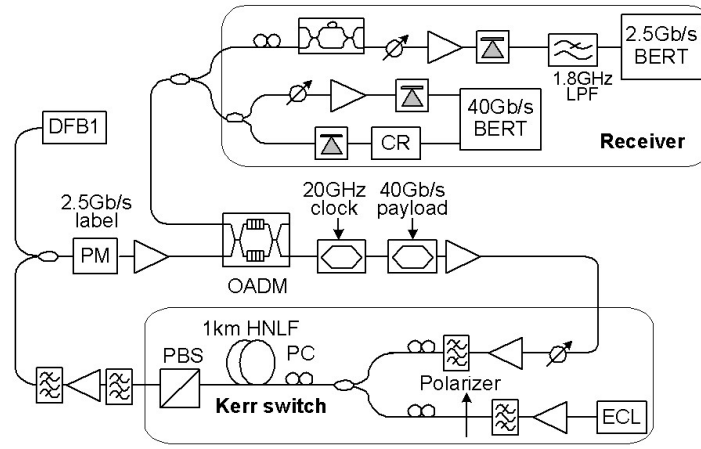 2.5Gb/s
BERT
1.8GHz
LPF
40Gb/s
BERT
CR
Receiver
DFB1
2.5Gb/s
label
PM
OADM
20GHz
clock
40Gb/s
payload
1km HNLF
PBS
PC
Polarizer
Kerr switch
ECL